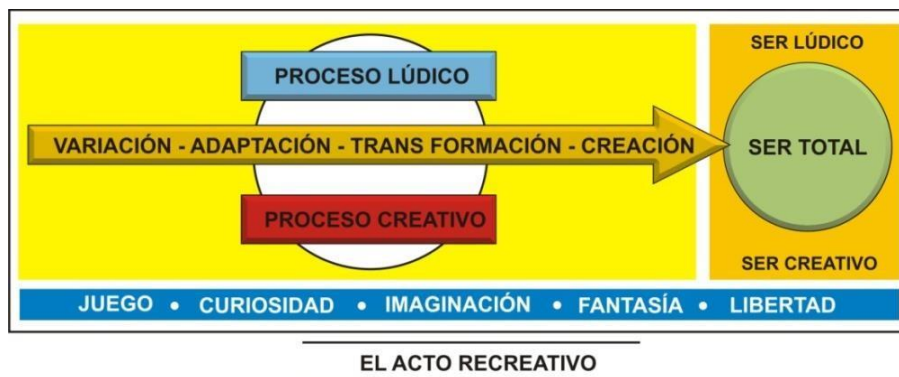 SER LÚDICO
PROCESO LÚDICO
VARIACIÓN - ADAPTACIÓN - TRANS FORMACIÓN - CREACIÓN
SER TOTAL
PROCESO CREATIVO
SER CREATIVO
JUEGO • CURIOSIDAD • IMAGINACIÓN • FANTASÍA • LIBERTAD
EL ACTO RECREATIVO